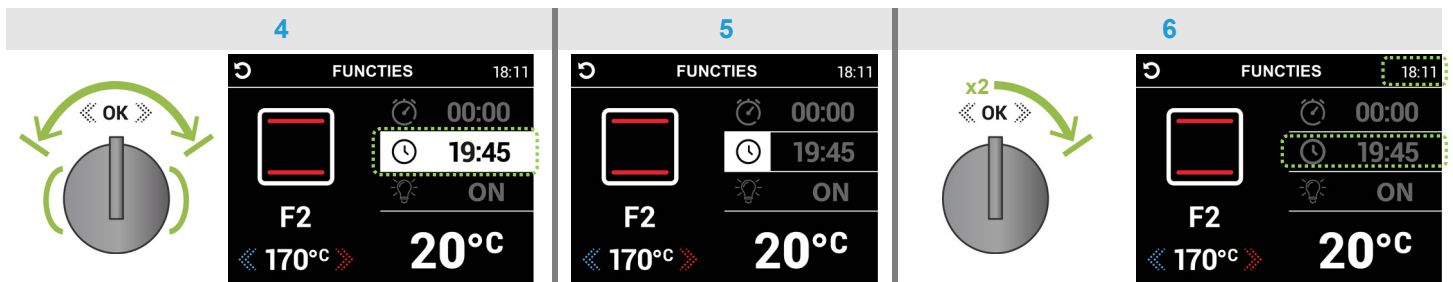 4
OK
FUNCTIES 18:11
00:00
19:45
ON
F2
170°C
20°C
5
FUNCTIES 18:11
00:00
19:45
ON
F2
170°C
20°C
6
x2
OK
FUNCTIES 18:11
00:00
19:45
ON
F2
170°C
20°C